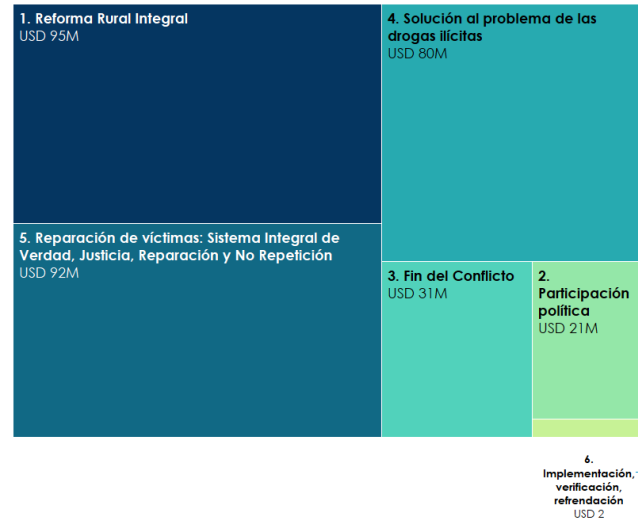 1. Reforma Rural Integral
USD 95M
4. Solución al problema de las
drogas ilícitas
USD 80M
5. Reparación de víctimas: Sistema Integral de
Verdad, Justicia, Reparación y No Repetición
USD 92M
3. Fin del Conflicto
USD 31M
2.
Participación
política
USD 21M
6.
Implementación,
verificación,
refrendación
USD 2